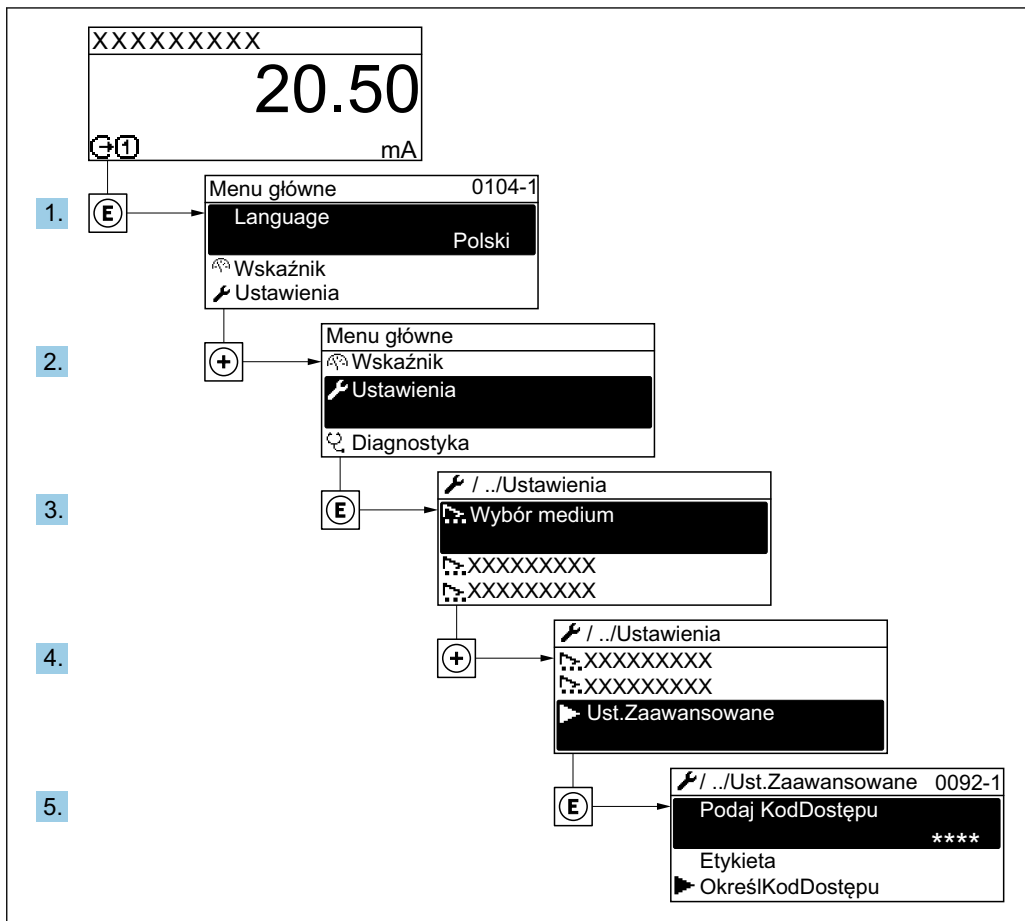 XXXXXXXXX
20.50
1 mA
1. E Menu główne 0104-1
Language
Polski
Wskaźnik
Ustawienia
2. + Menu główne
Wskaźnik
Ustawienia
Diagnostyka
3. E / ../Ustawienia
Wybór medium
XXXXXXXXX
XXXXXXXXX
4. + / ../Ustawienia
XXXXXXXXX
XXXXXXXXX
Ust.Zaawansowane
5. E / ../Ust.Zaawansowane 0092-1
Podaj KodDostępu
****
Etykieta
OkreślKodDostępu